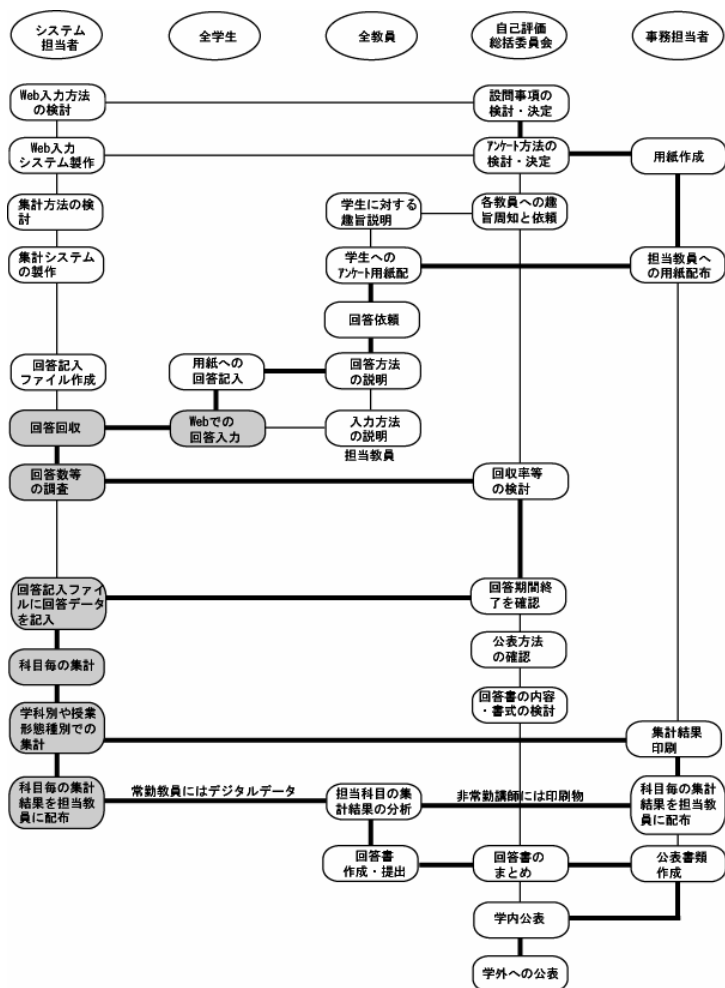 システム
担当者
全学生
全教員
自己評価
総括委員会
事務担当者
Web入力方法
の検討
設問事項の
検討・決定
Web入力
システム製作
アンケート方法の
検討・決定
用紙作成
集計方法の検
討
学生に対する
趣旨説明
各教員への趣
旨周知と依頼
集計システム
の製作
学生への
アンケート用紙配
担当教員
への用紙配布
回答依頼
回答記入
ファイル作成
用紙への
回答記入
回答方法
の説明
回答回収
Webでの
回答入力
入力方法
の説明
担当教員
回答数等
の調査
回収率等
の検討
回答記入ファイ
ルに回答データ
を記入
回答期間終
了を確認
公表方法
の確認
科目毎の集計
回答書の内容
・書式の検討
学科別や授業
形態種別での
集計
集計結果
印刷
科目毎の集計
結果を担当教
員に配布
常勤教員にはデジタルデータ
担当科目の集
計結果の分析
非常勤講師には印刷物
科目毎の集計
結果を担当教
員に配布
回答書
作成・提出
回答書の
まとめ
公表書類
作成
学内公表
学外への公表